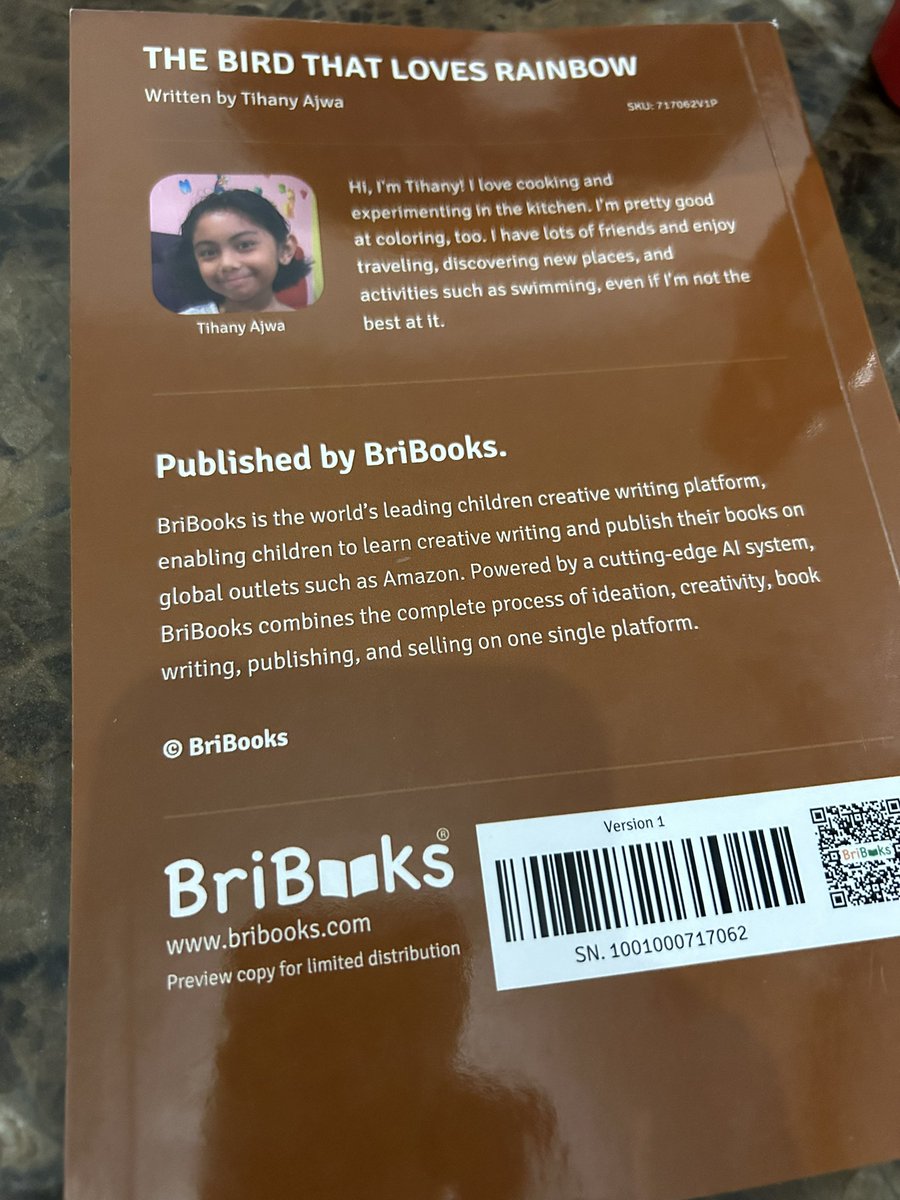 THE BIRD THAT LOVES RAINBOW
Written by Tihany Ajwa
SKU: 717062V1P
Hi, I'm Tihany! I love cooking and
experimenting in the kitchen. I'm pretty good
at coloring, too. I have lots of friends and enjoy
traveling, discovering new places, and
activities such as swimming, even if I'm not the
best at it.
Tihany Ajwa
Published by BriBooks.
BriBooks is the world's leading children creative writing platform,
enabling children to learn creative writing and publish their books on
global outlets such as Amazon. Powered by a cutting-edge AI system,
BriBooks combines the complete process of ideation, creativity, book
writing, publishing, and selling on one single platform.
© BriBooks
BriBooks®
www.bribooks.com
Preview copy for limited distribution
Version 1
SN. 1001000717062
BriBooks